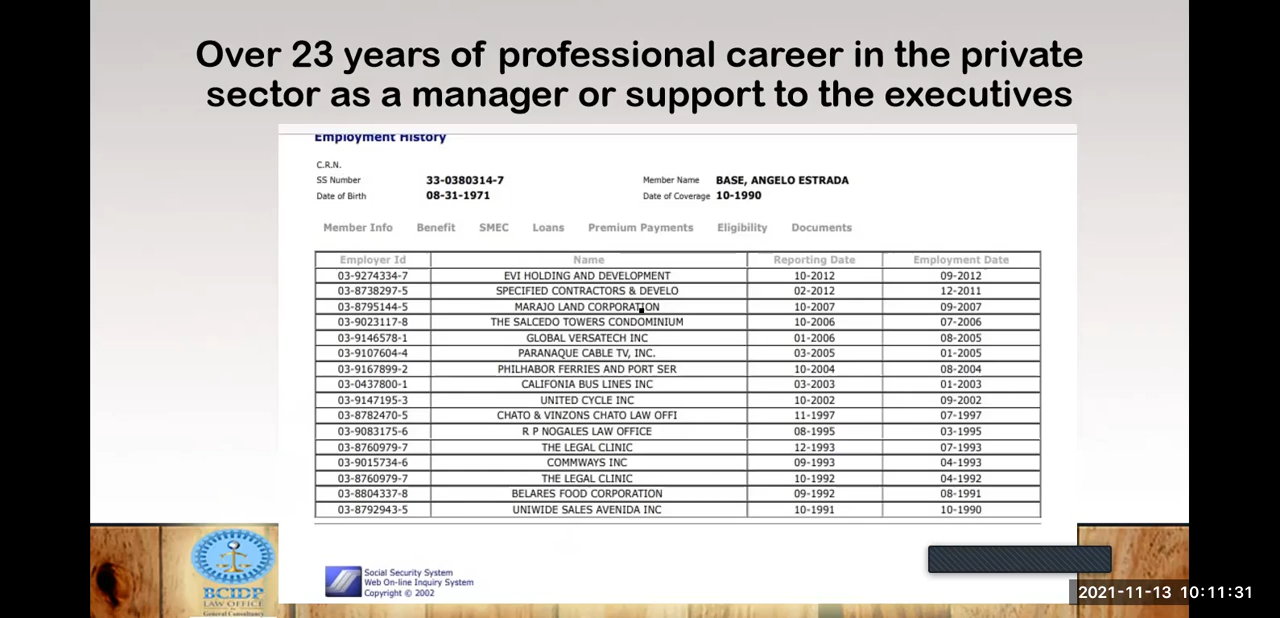 Over 23 years of professional career in the private
sector as a manager or support to the executives
Employment History
C.R.N.
SS Number 33-0380314-7 Member Name BASE, ANGELO ESTRADA
Date of Birth 08-31-1971 Date of Coverage 10-1990
Member Info Benefit SMEC Loans Premium Payments Eligibility Documents
Employer Id Name Reporting Date Employment Date
03-9274334-7 EVI HOLDING AND DEVELOPMENT 10-2012 09-2012
03-8738297-5 SPECIFIED CONTRACTORS & DEVELO 02-2012 12-2011
03-8795144-5 MARAJO LAND CORPORATION 10-2007 09-2007
03-9023117-8 THE SALCEDO TOWERS CONDOMINIUM 10-2006 07-2006
03-9146578-1 GLOBAL VERSATECH INC 01-2006 08-2005
03-9107604-4 PARANAQUE CABLE TV, INC. 03-2005 01-2005
03-9167899-2 PHILHABOR FERRIES AND PORT SER 10-2004 08-2004
03-0437800-1 CALIFONIA BUS LINES INC 03-2003 01-2003
03-9147195-3 UNITED CYCLE INC 10-2002 09-2002
03-8782470-5 CHATO & VINZONS CHATO LAW OFFI 11-1997 07-1997
03-9083175-6 R P NOGALES LAW OFFICE 08-1995 03-1995
03-8760979-7 THE LEGAL CLINIC 12-1993 07-1993
03-9015734-6 COMMWAYS INC 09-1993 04-1993
03-8760979-7 THE LEGAL CLINIC 10-1992 04-1992
03-8804337-8 BELARES FOOD CORPORATION 09-1992 08-1991
03-8792943-5 UNIWIDE SALES AVENIDA INC 10-1991 10-1990
Social Security System
Web On-line Inquiry System
Copyright © 2002
BCIDP
LAW OFFICE
General Consultancy
2021-11-13 10:11:31